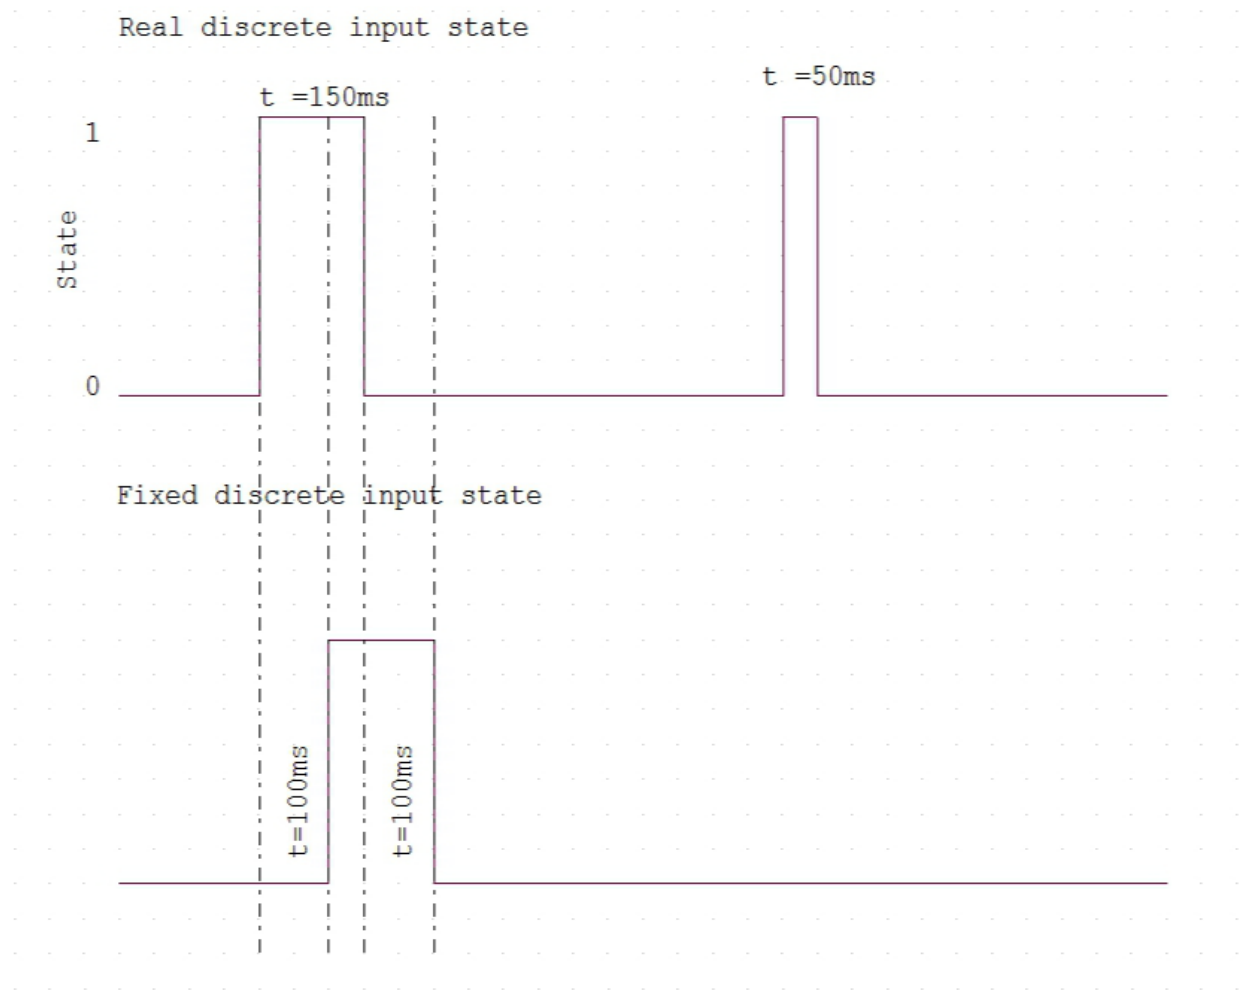 Real discrete input state
t =50ms
t =150ms
1
State
0
Fixed discrete input state
t=100ms
t=100ms